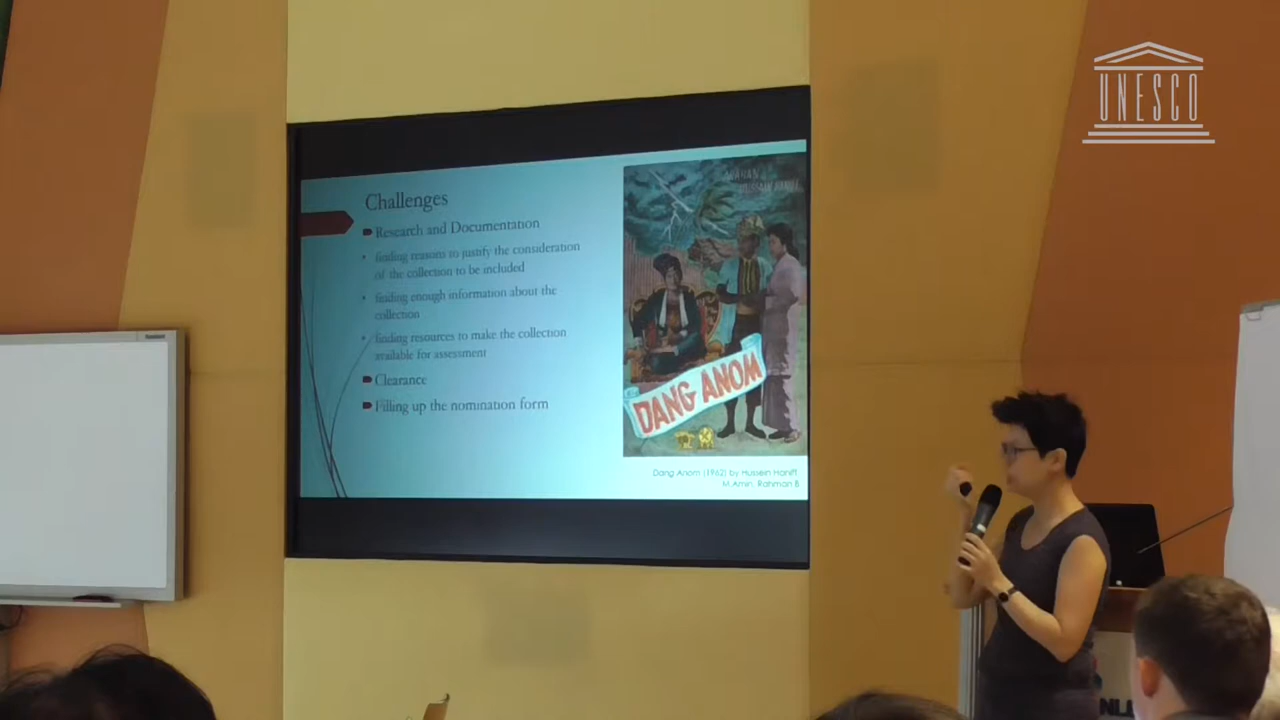 UNESCO
Challenges
Research and Documentation
finding reasons to justify the consideration
of the collection to be included
finding enough information about the
collection
finding resources to make the collection
available for assessment
Clearance
Filling up the nomination form
DANG ANOM
Dang Anom (1962) by Hussein Haniff,
M.Amin, Rahman B